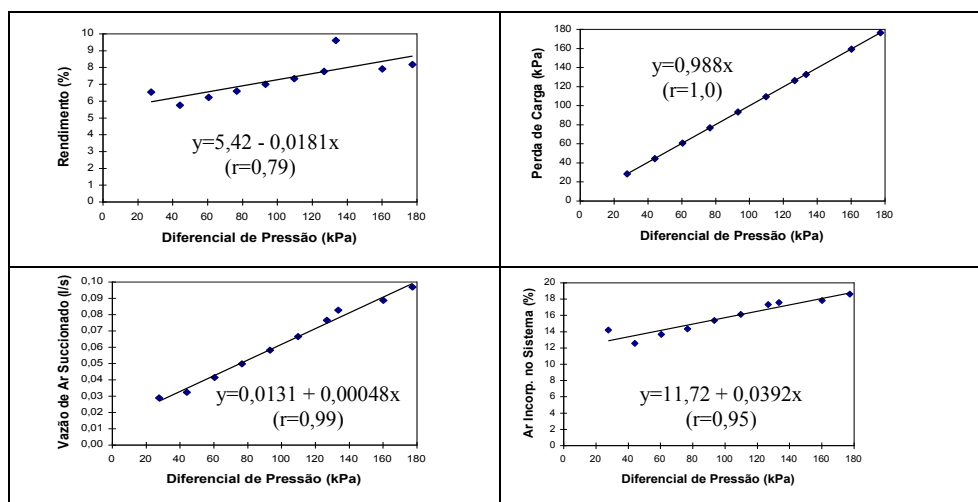 10
9
8
7
6
5
4
3
2
1
0
Rendimento (%)
y=5,42 - 0,0181x
(r=0,79)
0 20 40 60 80 100 120 140 160 180
Diferencial de Pressão (kPa)
180
160
140
120
100
80
60
40
20
0
Perda de Carga (kPa)
y=0,988x
(r=1,0)
0 20 40 60 80 100 120 140 160 180
Diferencial de Pressão (kPa)
0,10
0,09
0,08
0,07
0,06
0,05
0,04
0,03
0,02
0,01
0,00
Vazão de Ar Succionado (l/s)
y=0,0131 + 0,00048x
(r=0,99)
0 20 40 60 80 100 120 140 160 180
Diferencial de Pressão (kPa)
20
18
16
14
12
10
8
6
4
2
0
Ar Incorp. no Sistema (%)
y=11,72 + 0,0392x
(r=0,95)
0 20 40 60 80 100 120 140 160 180
Diferencial de Pressão (kPa)